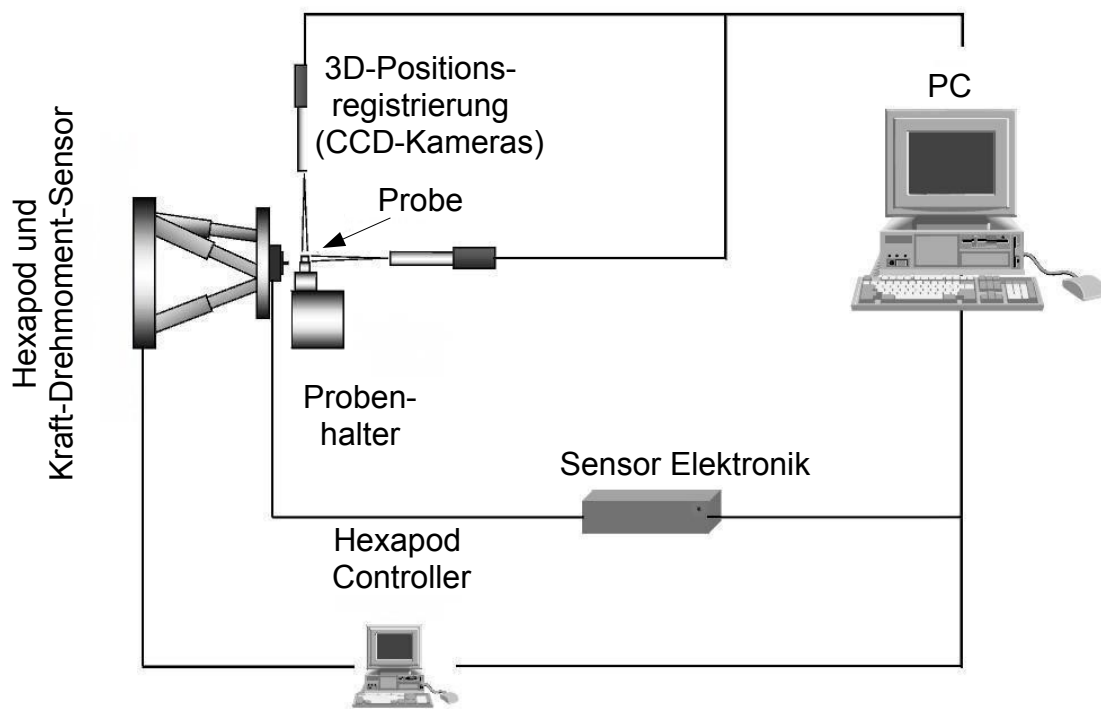 3D-Positions-
registrierung
(CCD-Kameras)
PC
Probe
Hexapod und
Kraft-Drehmoment-Sensor
Proben-
halter
Sensor Elektronik
Hexapod
Controller